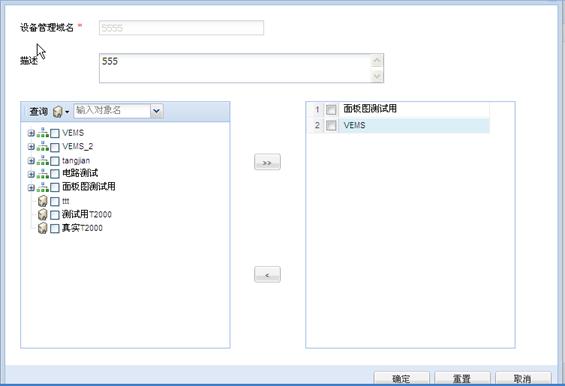 设备管理域名 * 5555
描述 555
查询 输入对象名
VEMS
VEMS_2
tangjian
电路测试
面板图测试用
ttt
测试用T2000
真实T2000
>>
<
1 面板图测试用
2 VEMS
确定 重置 取消